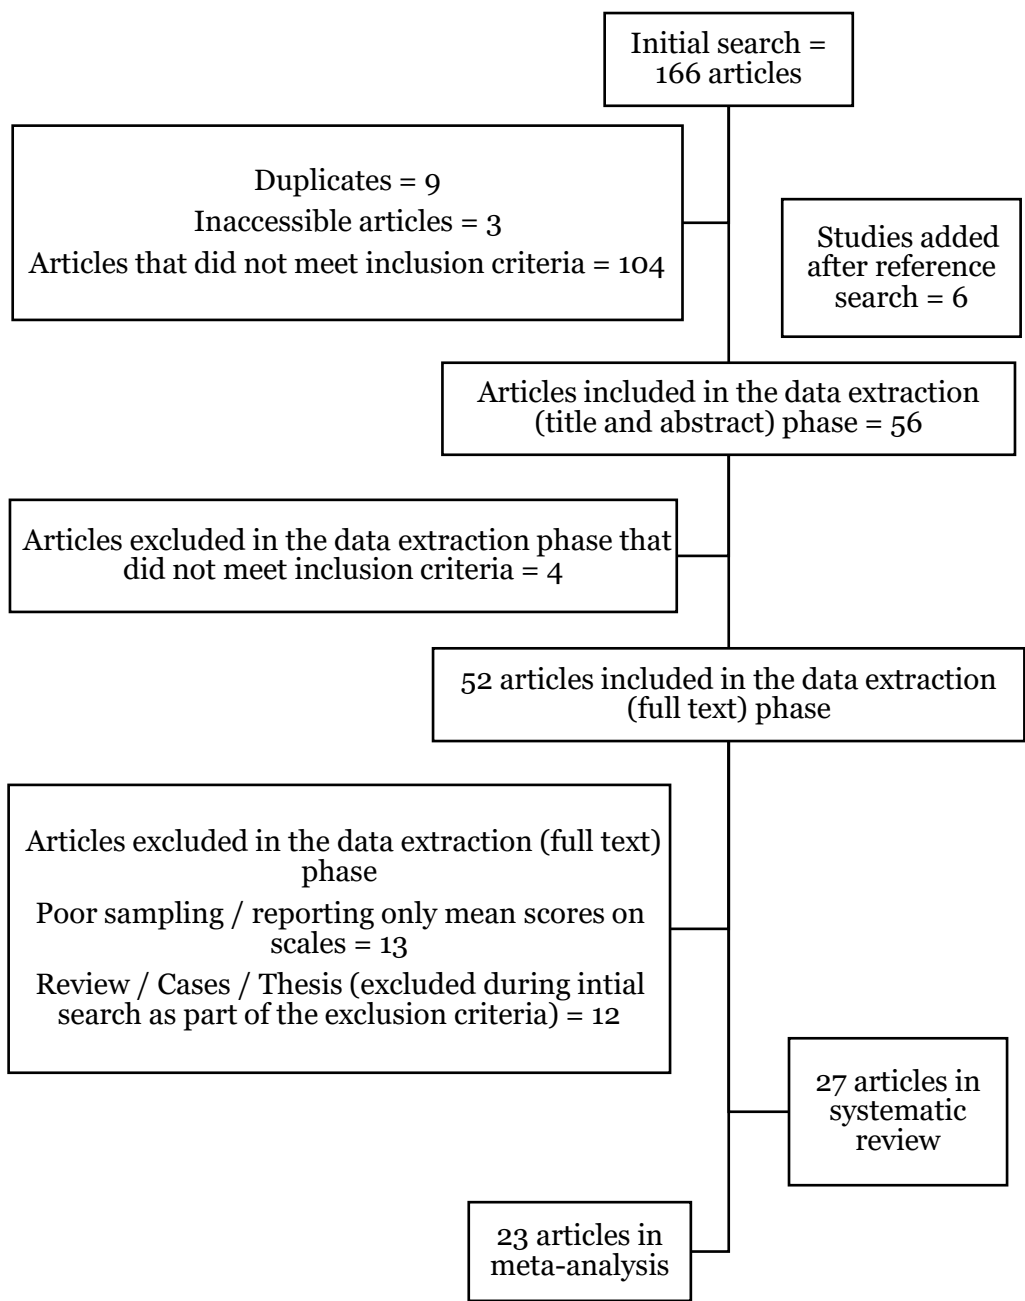 Initial search =
166 articles
Duplicates = 9
Inaccessible articles = 3
Articles that did not meet inclusion criteria = 104
Studies added
after reference
search = 6
Articles included in the data extraction
(title and abstract) phase = 56
Articles excluded in the data extraction phase that
did not meet inclusion criteria = 4
52 articles included in the data extraction
(full text) phase
Articles excluded in the data extraction (full text)
phase
Poor sampling / reporting only mean scores on
scales = 13
Review / Cases / Thesis (excluded during intial
search as part of the exclusion criteria) = 12
27 articles in
systematic
review
23 articles in
meta-analysis